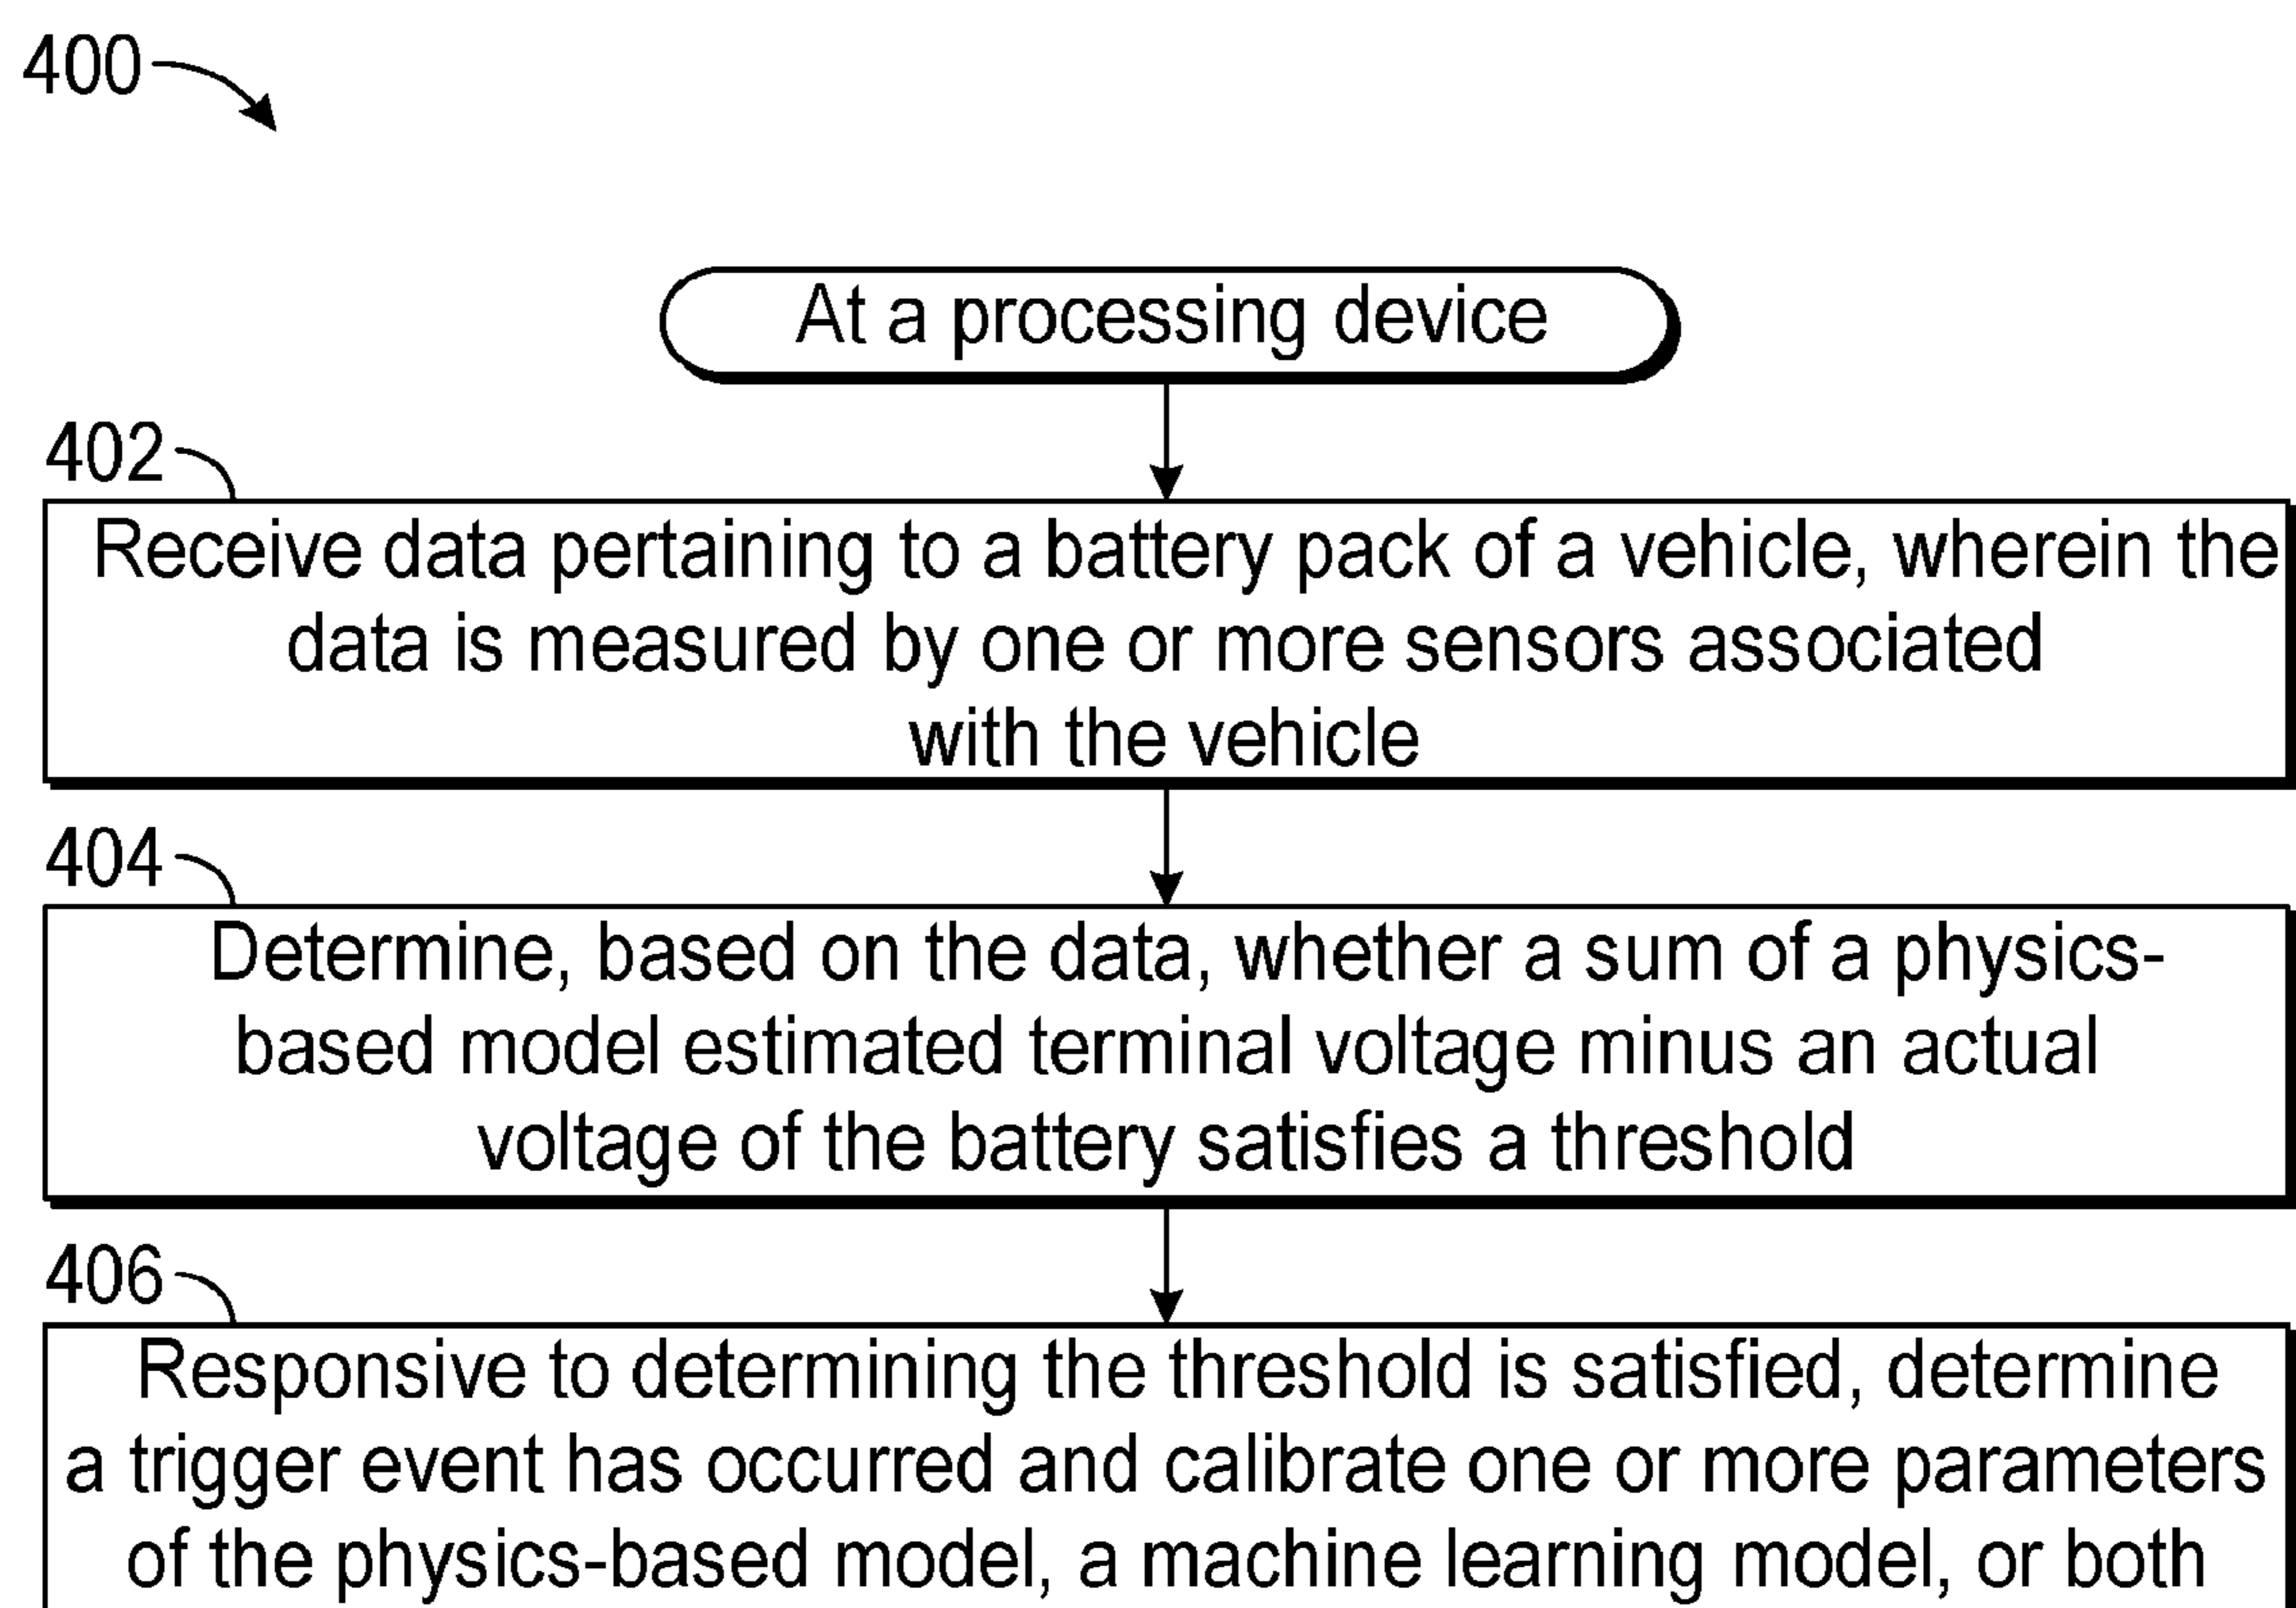 400
At a processing device
402
Receive data pertaining to a battery pack of a vehicle, wherein the
data is measured by one or more sensors associated
with the vehicle
404
Determine, based on the data, whether a sum of a physics-
based model estimated terminal voltage minus an actual
voltage of the battery satisfies a threshold
406
Responsive to determining the threshold is satisfied, determine
a trigger event has occurred and calibrate one or more parameters
of the physics-based model, a machine learning model, or both